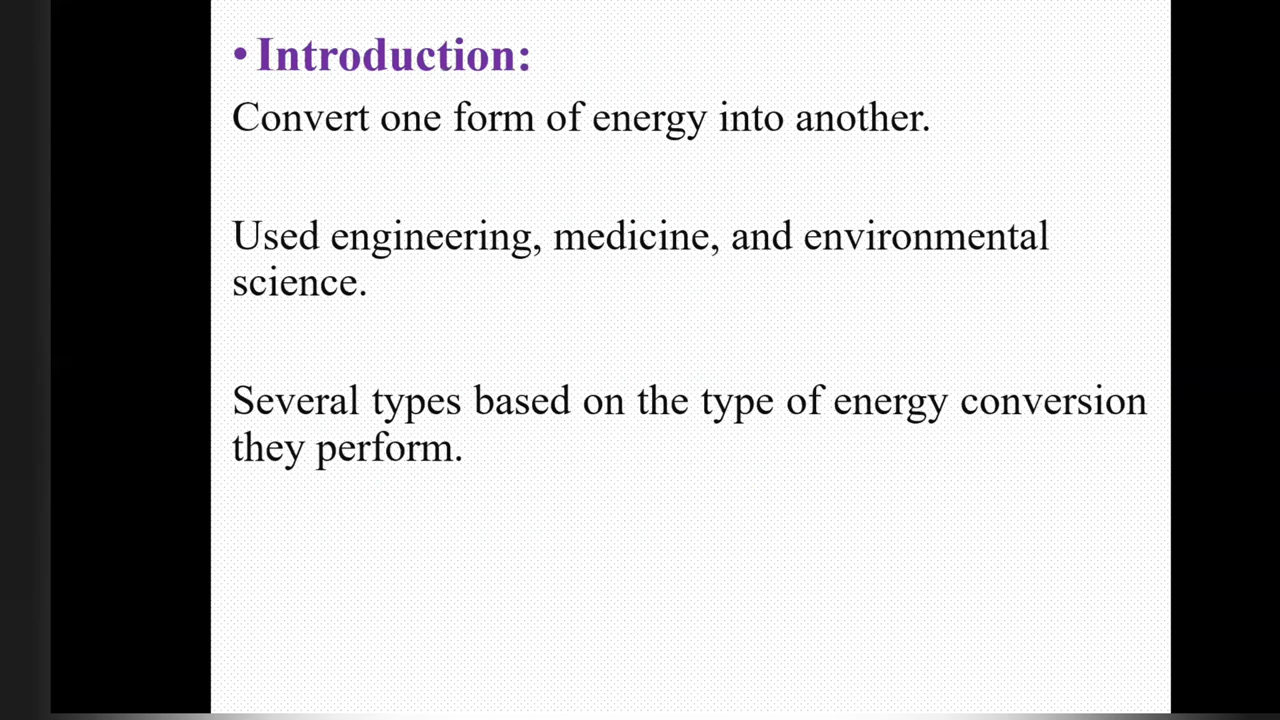 • Introduction:
Convert one form of energy into another.
Used engineering, medicine, and environmental
science.
Several types based on the type of energy conversion
they perform.